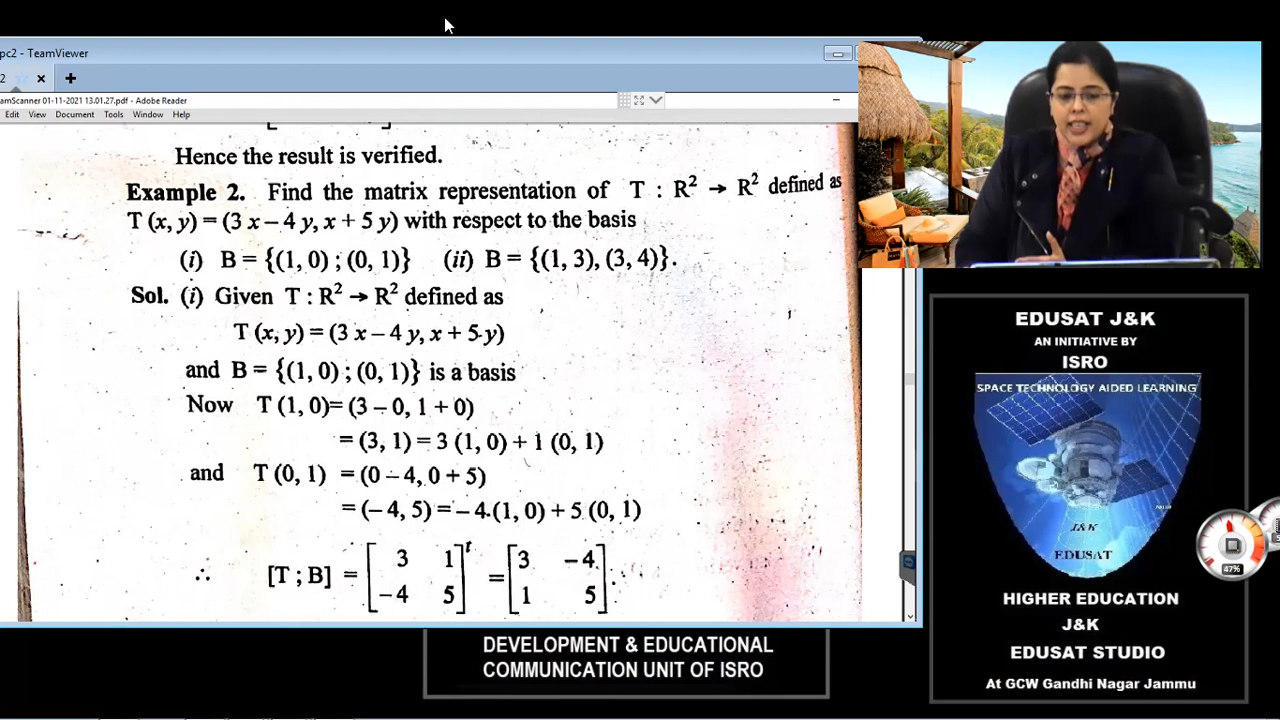 pc2 - TeamViewer
2
amScanner 01-11-2021 13.01.27.pdf - Adobe Reader
Edit View Document Tools Window Help
Hence the result is verified.
Example 2. Find the matrix representation of T : R² → R² defined as
T (x, y) = (3 x – 4 y, x + 5 y) with respect to the basis
(i) B = {(1, 0) ; (0, 1)} (ii) B = {(1, 3), (3, 4)}.
Sol. (i) Given T : R² → R² defined as
T (x, y) = (3 x – 4 y, x + 5 y)
and B = {(1, 0) ; (0, 1)} is a basis
Now T (1, 0)= (3 – 0, 1 + 0)
= (3, 1) = 3 (1, 0) + 1 (0, 1)
and T (0, 1) = (0 – 4, 0 + 5)
= (– 4, 5) = – 4 (1, 0) + 5 (0, 1)
∴ [T ; B] = [3 1
– 4 5]ᵗ = [3 – 4
1 5].
EDUSAT J&K
AN INITIATIVE BY
ISRO
SPACE TECHNOLOGY AIDED LEARNING
J&K
EDUSAT
47%
HIGHER EDUCATION
J&K
EDUSAT STUDIO
At GCW Gandhi Nagar Jammu
DEVELOPMENT & EDUCATIONAL
COMMUNICATION UNIT OF ISRO